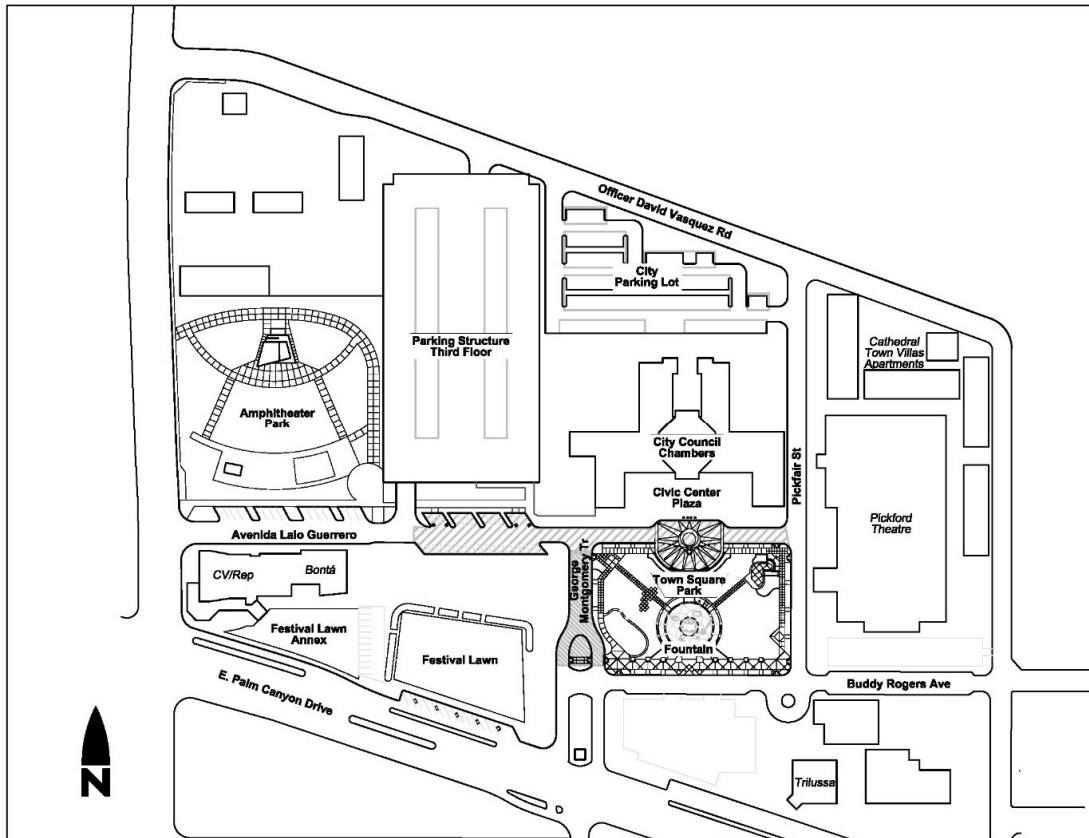 Officer David Vasquez Rd
City
Parking Lot
Parking Structure
Third Floor
Cathedral
Town Villas
Apartments
Amphitheater
Park
City Council
Chambers
Pickfair St
Civic Center
Plaza
Pickford
Theatre
Avenida Lalo Guerrero
George
Montgomery Tr
CV/Rep
Bontá
Town Square
Park
Festival Lawn
Annex
Festival Lawn
Fountain
E. Palm Canyon Drive
Buddy Rogers Ave
N
Trilussa